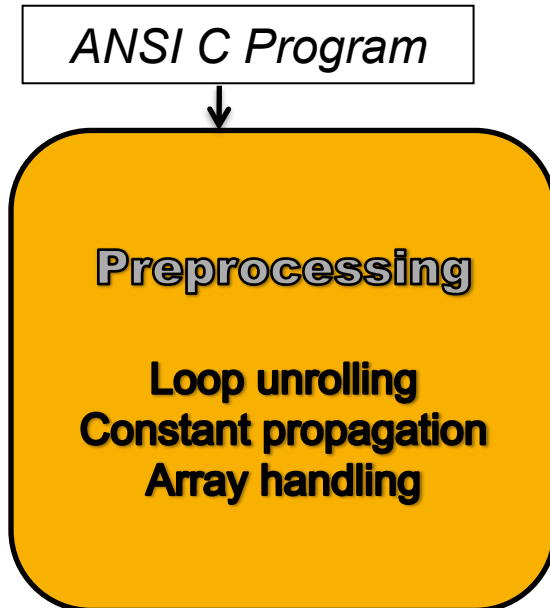 ANSI C Program
Preprocessing
Loop unrolling
Constant propagation
Array handling